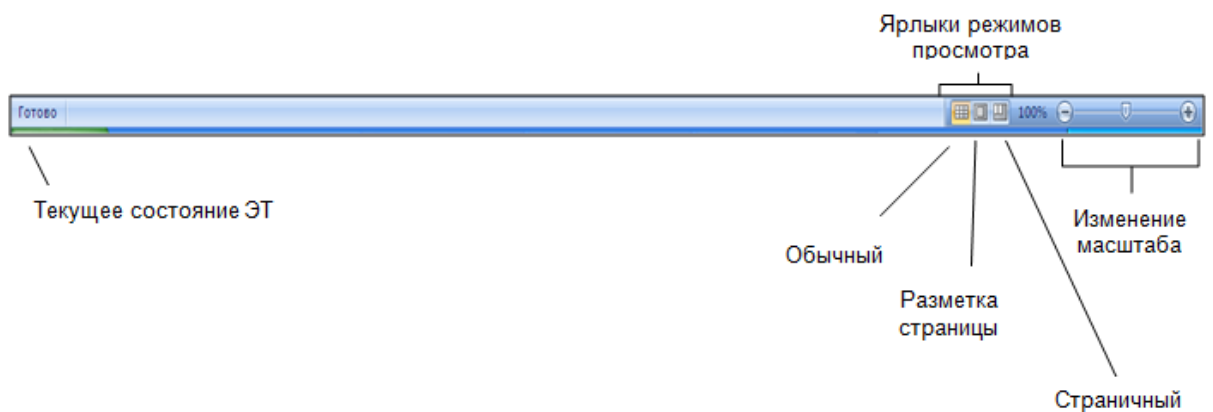 Ярлыки режимов
просмотра
Готово
100%
Текущее состояние ЭТ
Обычный
Разметка
страницы
Изменение
масштаба
Страничный